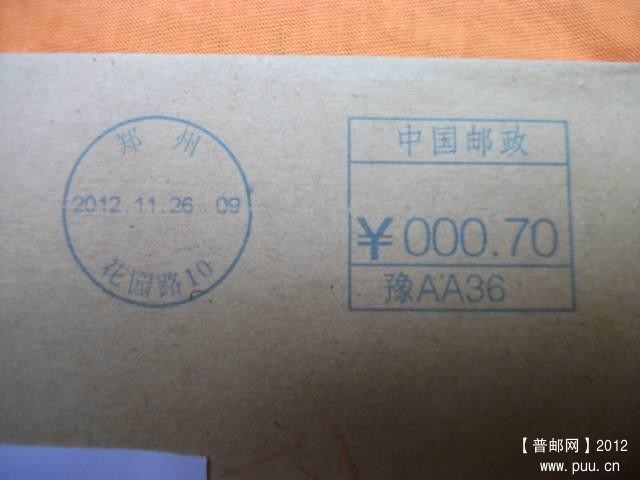 郑州
2012.11.26 09
花园路10
中国邮政
¥000.70
豫AA36
【普邮网】2012
www.puu.cn